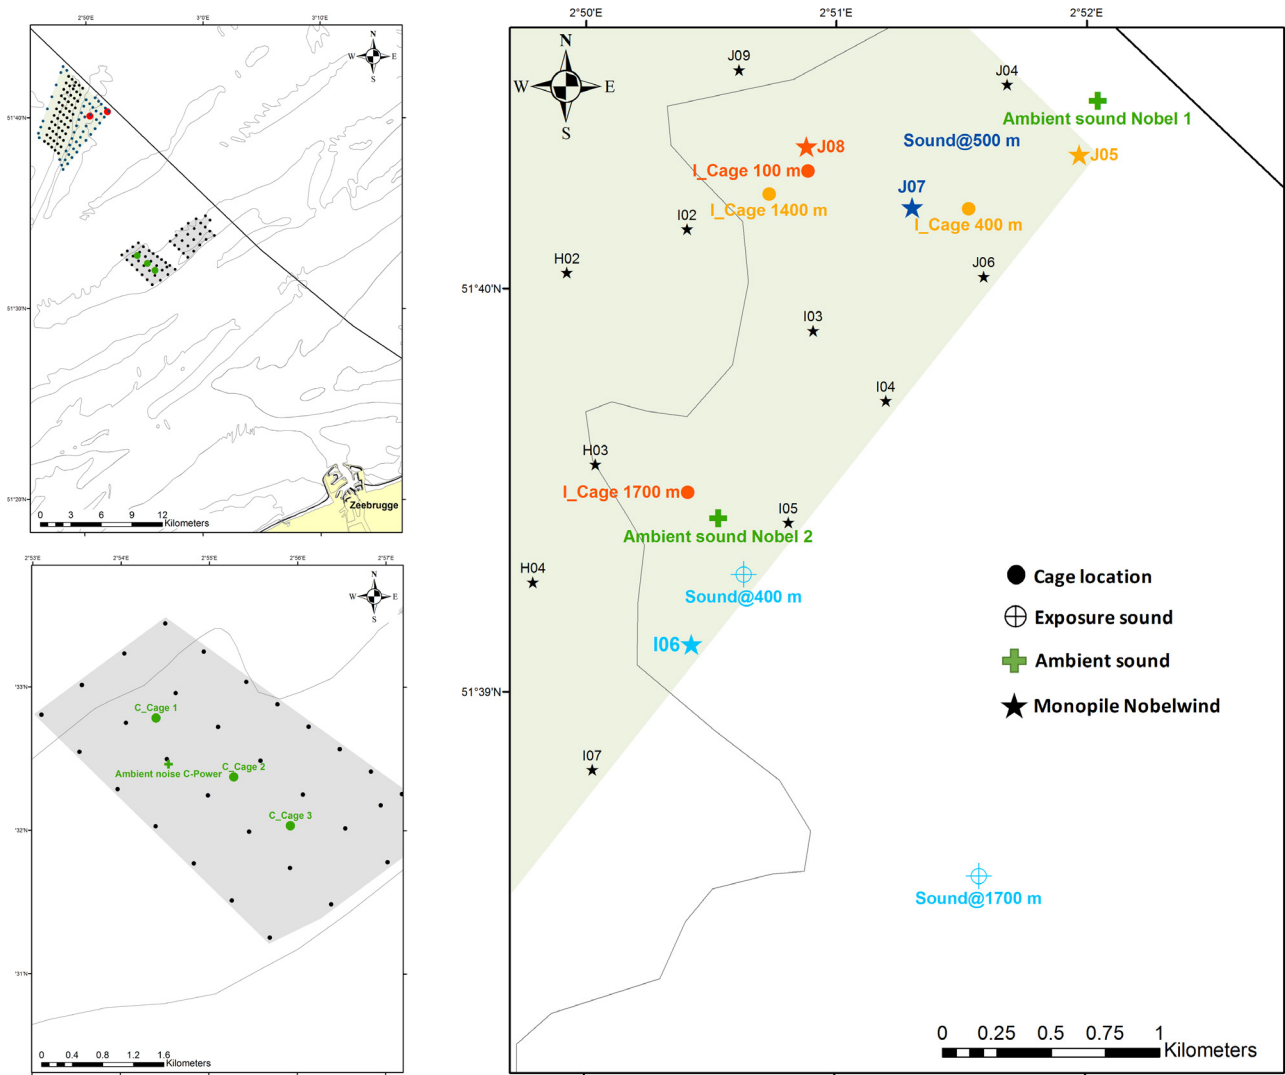 2°50'E
3°0'E
3°10'E
N
W
E
S
51°40'N
51°30'N
51°20'N
Zeebrugge
0
3
6
9
12
Kilometers
2°53'E
2°54'E
2°55'E
2°56'E
2°57'E
N
W
E
S
'33'N
C_Cage 1
Ambient noise C-Power
C_Cage 2
C_Cage 3
'32'N
'31'N
0
0.4
0.8
1.2
1.6
Kilometers
2°50'E
2°51'E
2°52'E
N
W
E
S
J09
J04
Ambient sound Nobel 1
Sound@500 m
J08
J05
I_Cage 100 m
J07
I_Cage 1400 m
I_Cage 400 m
I02
H02
J06
51°40'N
I03
I04
H03
I_Cage 1700 m
I05
Ambient sound Nobel 2
H04
Sound@400 m
I06
51°39'N
I07
Sound@1700 m
Cage location
Exposure sound
Ambient sound
Monopile Nobelwind
0
0.25
0.5
0.75
1
Kilometers